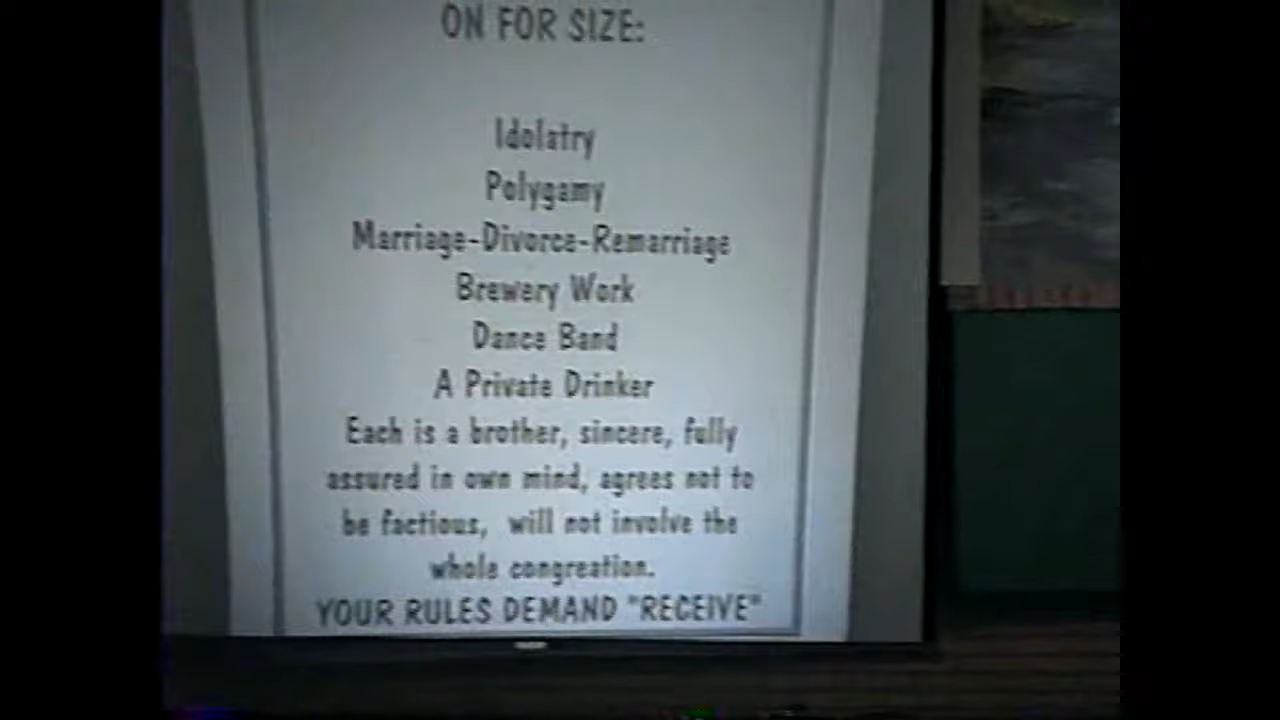 ON FOR SIZE:
Idolatry
Polygamy
Marriage-Divorce-Remarriage
Brewery Work
Dance Band
A Private Drinker
Each is a brother, sincere, fully
assured in own mind, agrees not to
be factious, will not involve the
whole congreation.
YOUR RULES DEMAND "RECEIVE"